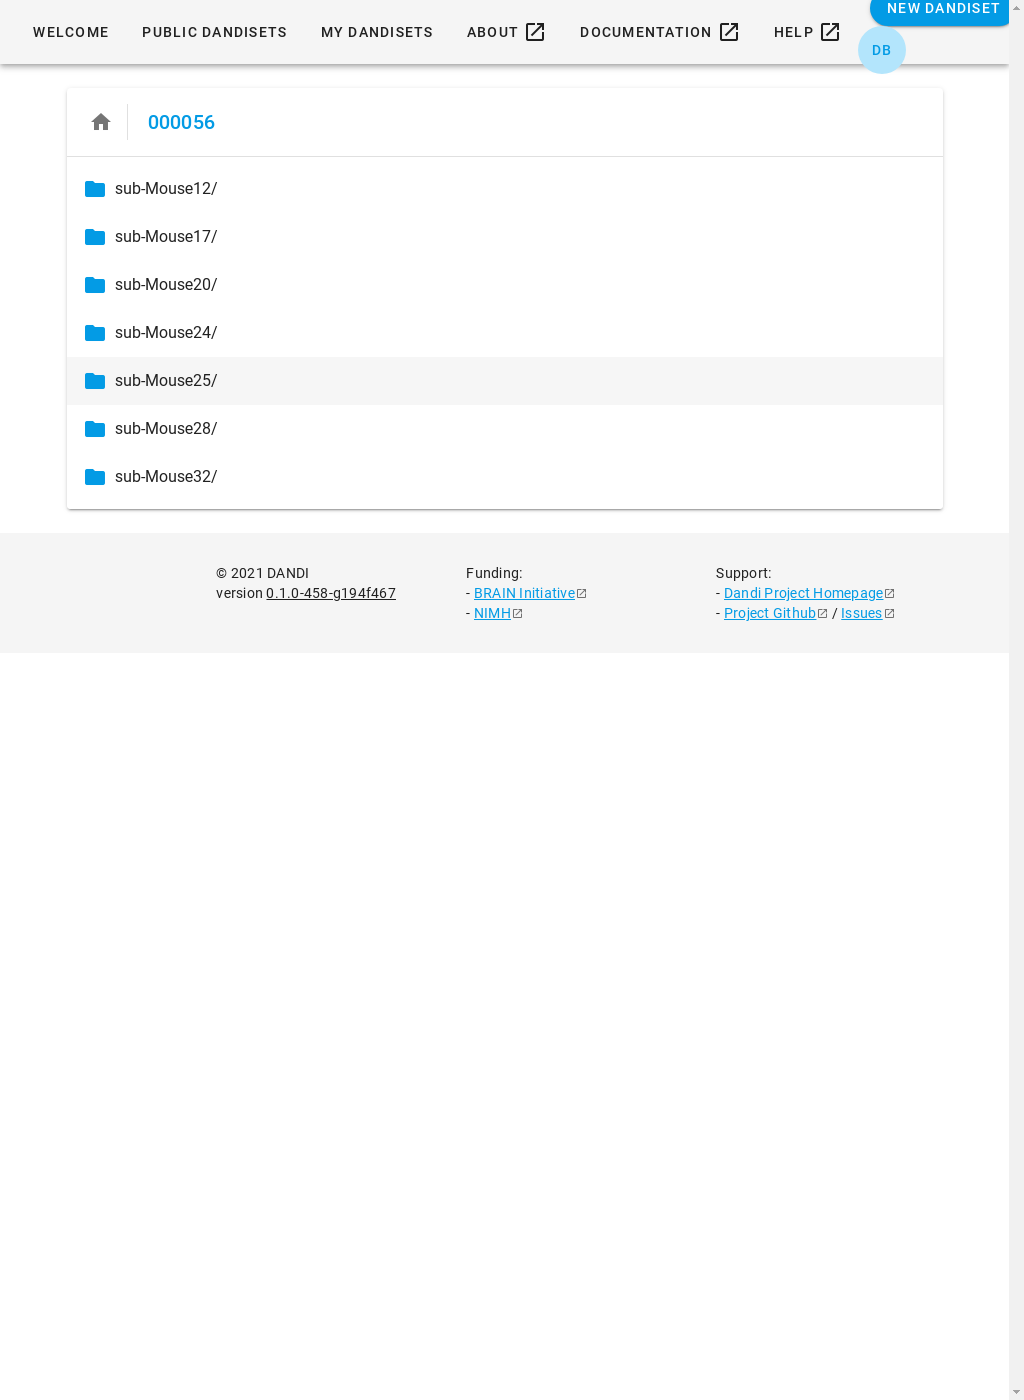 NEW DANDISET
WELCOME PUBLIC DANDISETS MY DANDISETS ABOUT DOCUMENTATION HELP
DB
000056
sub-Mouse12/
sub-Mouse17/
sub-Mouse20/
sub-Mouse24/
sub-Mouse25/
sub-Mouse28/
sub-Mouse32/
© 2021 DANDI
version 0.1.0-458-g194f467
Funding:
- BRAIN Initiative
- NIMH
Support:
- Dandi Project Homepage
- Project Github / Issues